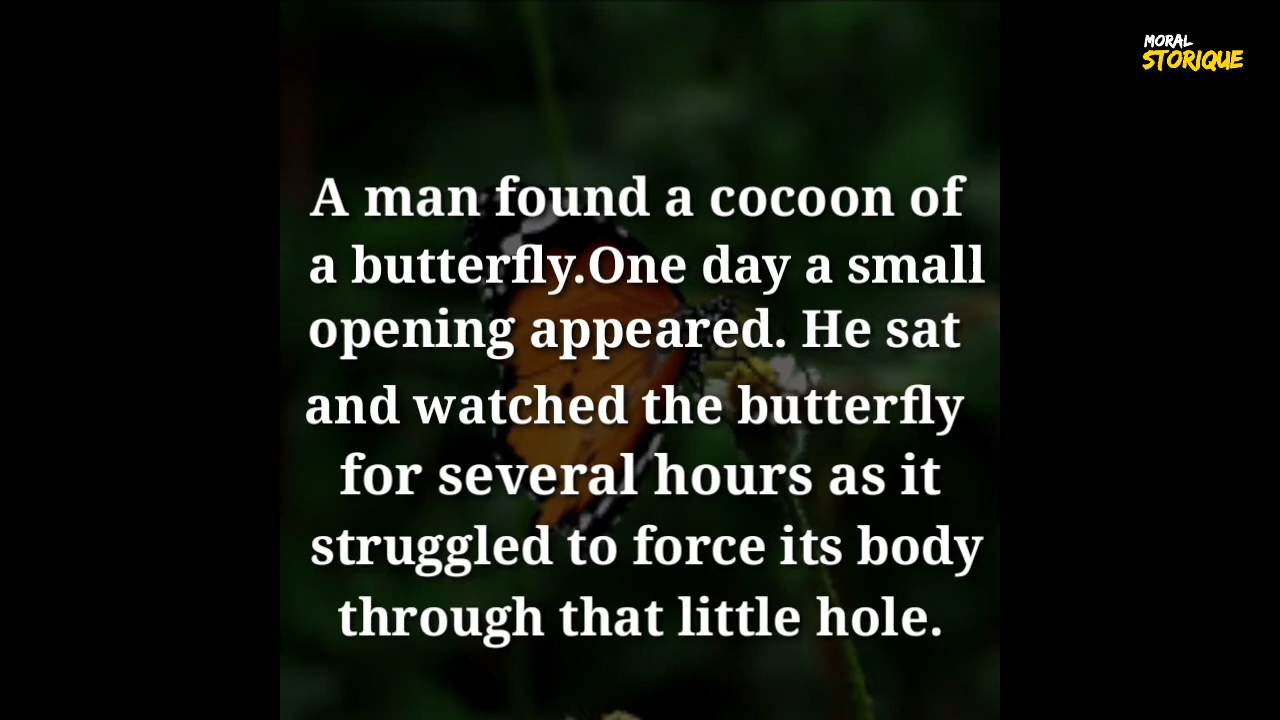 MORAL
STORIQUE
A man found a cocoon of
a butterfly.One day a small
opening appeared. He sat
and watched the butterfly
for several hours as it
struggled to force its body
through that little hole.